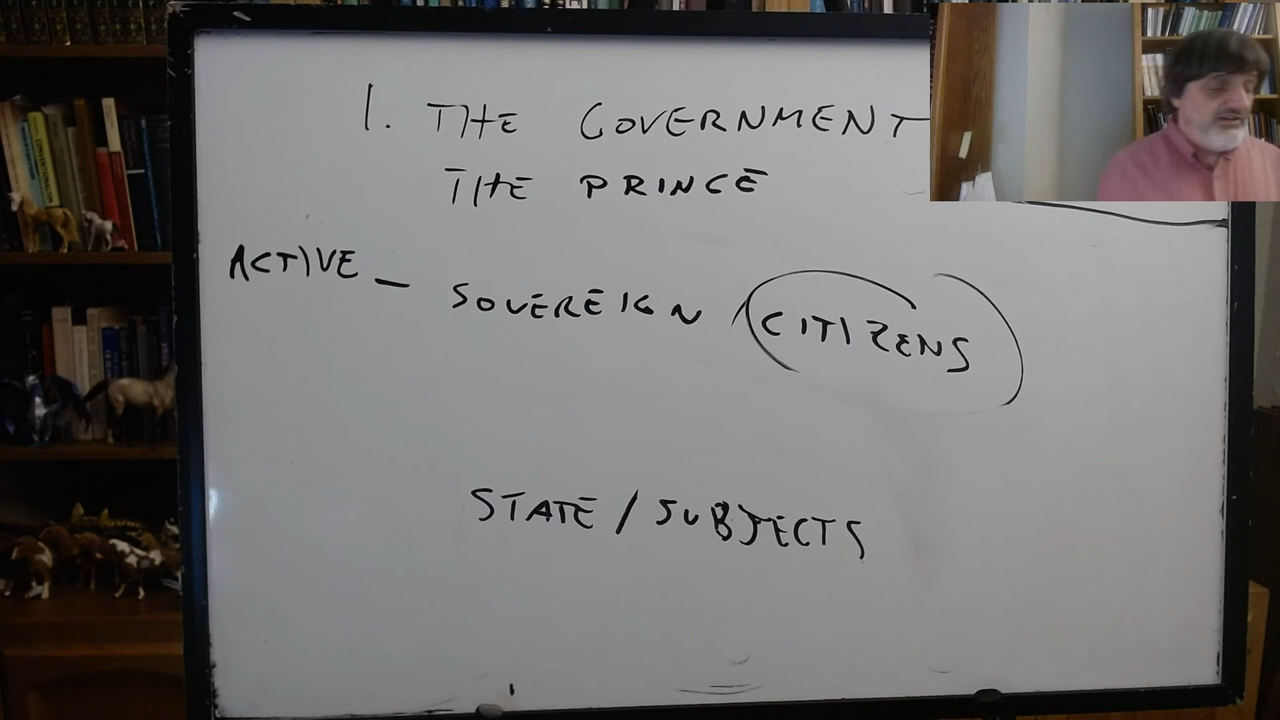 1. THE GOVERNMENT
THE PRINCE
ACTIVE - SOVEREIGN / CITIZENS
STATE / SUBJECTS